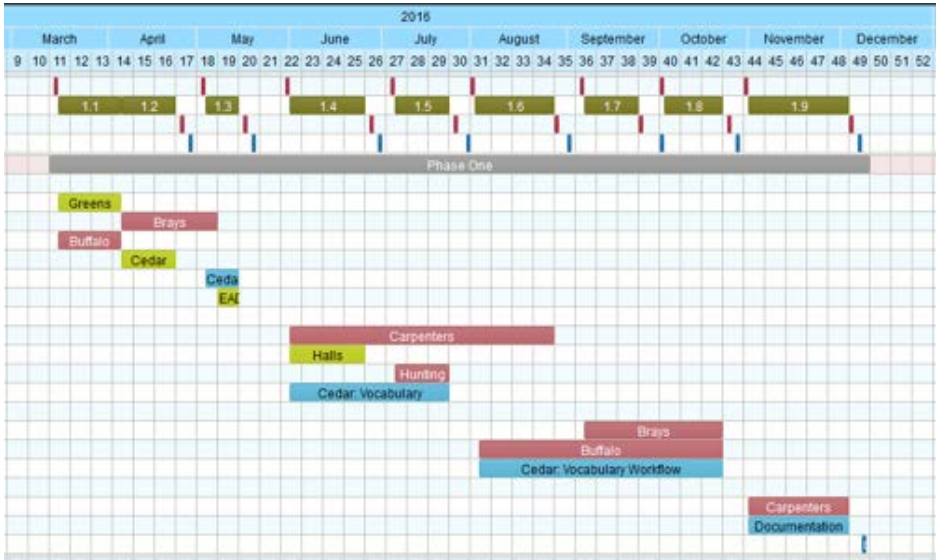 2016
March April May June July August September October November December
9 10 11 12 13 14 15 16 17 18 19 20 21 22 23 24 25 26 27 28 29 30 31 32 33 34 35 36 37 38 39 40 41 42 43 44 45 46 47 48 49 50 51 52
1.1 1.2 1.3 1.4 1.5 1.6 1.7 1.8 1.9
Phase One
Greens
Brays
Buffalo
Cedar
Ceda
EAD
Carpenters
Halls
Hunting
Cedar: Vocabulary
Brays
Buffalo
Cedar: Vocabulary Workflow
Carpenters
Documentation